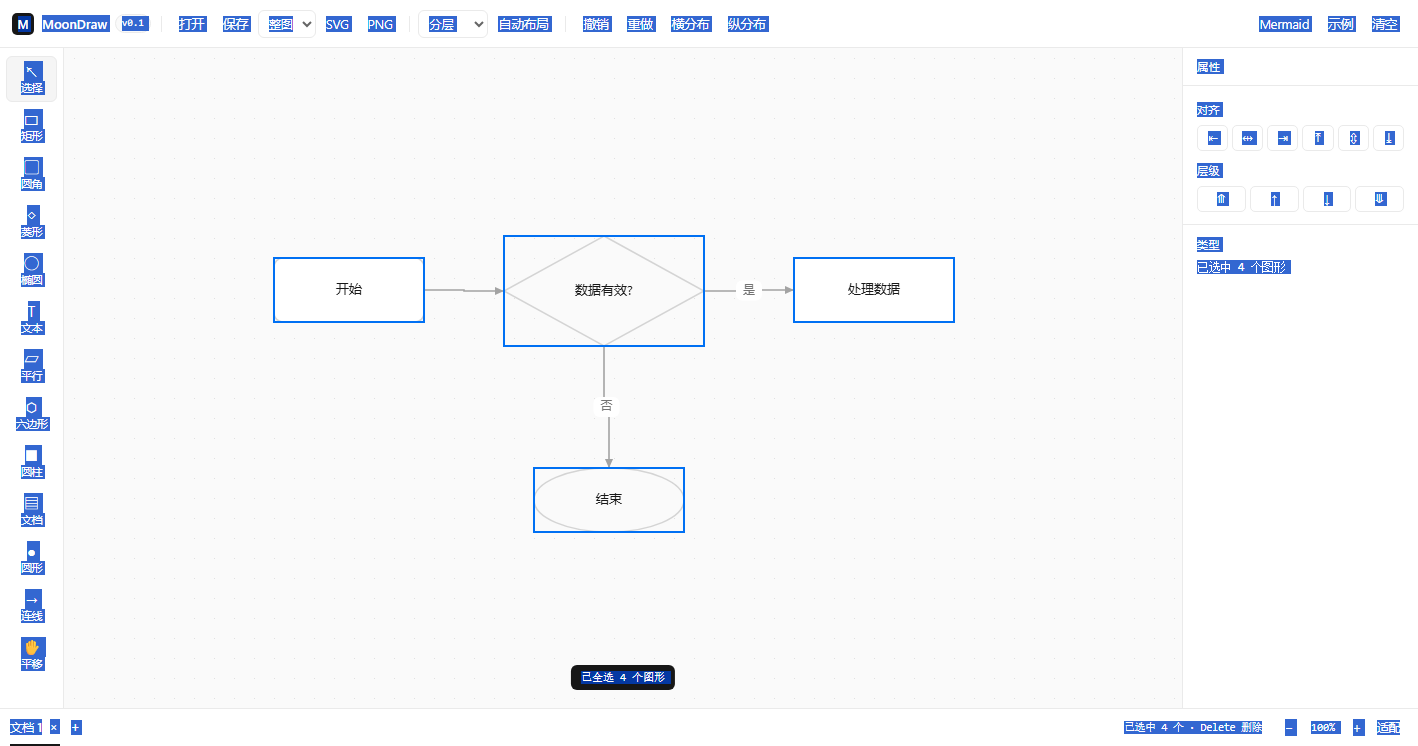 M MoonDraw v0.1 打开 保存 整图 SVG PNG 分层 自动布局 撤销 重做 横分布 纵分布 Mermaid 示例 清空
选择
矩形
圆角
菱形
椭圆
T
文本
平行
六边形
圆柱
文档
圆形
连线
平移
开始
数据有效?
是
处理数据
否
结束
已全选 4 个图形
属性
对齐
层级
类型
已选中 4 个图形
文档 1 × +
已选中 4 个 · Delete 删除 − 100% + 适配